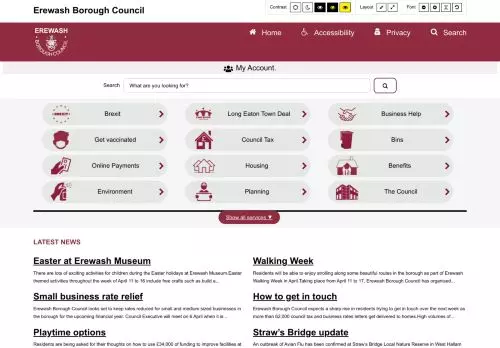 Erewash Borough Council
Contrast
Layout
Font
EREWASH
BOROUGH COUNCIL
Home
Accessibility
Privacy
Search
My Account.
Search
What are you looking for?
Brexit
Long Eaton Town Deal
Business Help
Get vaccinated
Council Tax
Bins
Online Payments
Housing
Benefits
Environment
Planning
The Council
Show all services ▼
LATEST NEWS
Easter at Erewash Museum
There are lots of exciting activities for children during the Easter holidays at Erewash Museum.Easter
themed activities throughout the week of April 11 to 16 include free crafts such as build a...
Walking Week
Residents will be able to enjoy strolling along some beautiful routes in the borough as part of Erewash
Walking Week in April.Taking place from April 11 to 17, Erewash Borough Council has organised...
Small business rate relief
Erewash Borough Council looks set to keep rates reduced for small and medium sized businesses in
the borough for the upcoming financial year. Council Executive will meet on 6 April when it is...
How to get in touch
Erewash Borough Council expects a sharp rise in residents trying to get in touch over the next week as
more than 52,000 council tax and business rates letters get delivered to homes.High volumes of...
Playtime options
Residents are being asked for their thoughts on how to use £34,000 of funding to improve facilities at
Straw's Bridge update
An outbreak of Avian Flu has been confirmed at Straw's Bridge Local Nature Reserve in West Hallam